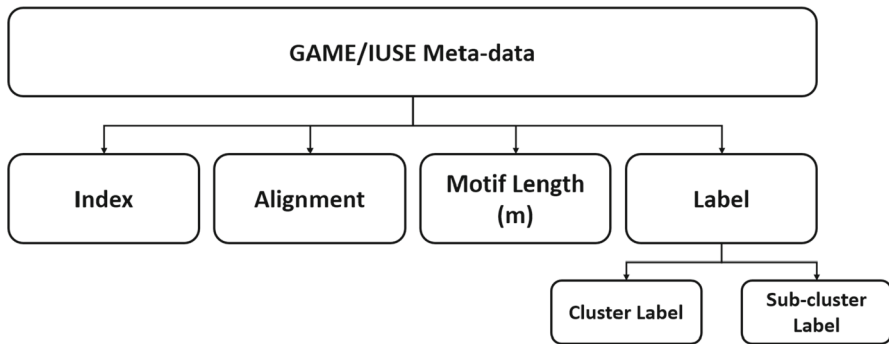 GAME/IUSE Meta-data
Index
Alignment
Motif Length
(m)
Label
Cluster Label
Sub-cluster
Label